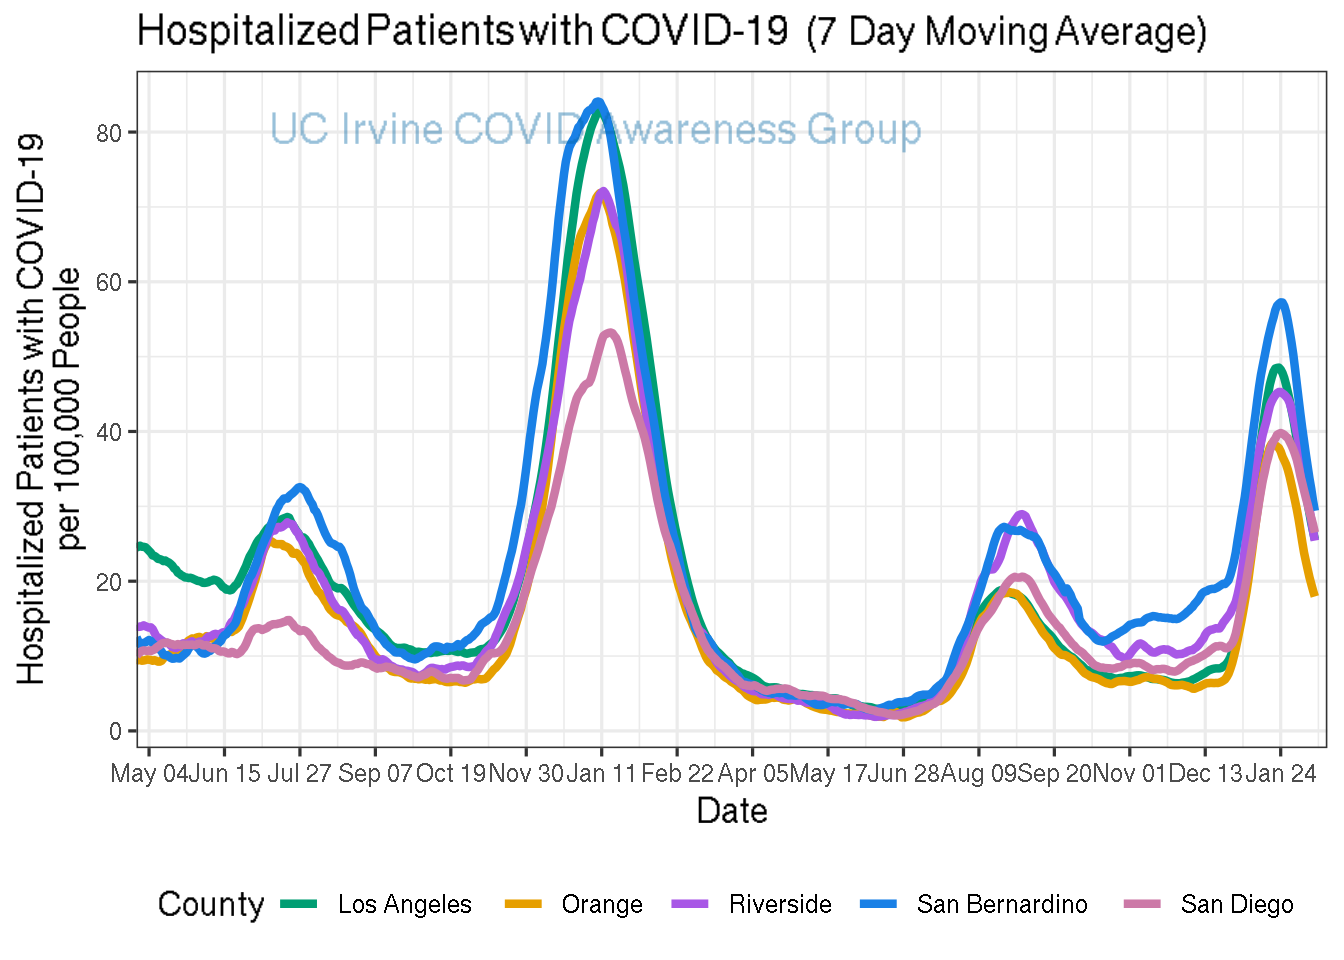 Hospitalized Patients with COVID-19 (7 Day Moving Average)
UC Irvine COVID Awareness Group
Hospitalized Patients with COVID-19
per 100,000 People
80
60
40
20
0
May 04 Jun 15 Jul 27 Sep 07 Oct 19 Nov 30 Jan 11 Feb 22 Apr 05 May 17 Jun 28 Aug 09 Sep 20 Nov 01 Dec 13 Jan 24
Date
County Los Angeles Orange Riverside San Bernardino San Diego